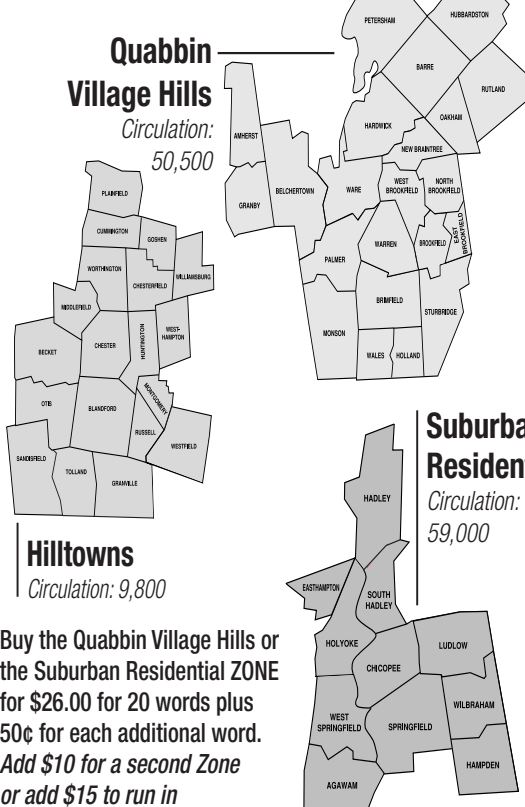 Quabbin
Village Hills
Circulation:
50,500
PETERSHAM
HUBBARDSTON
BARRE
RUTLAND
HARDWICK
OAKHAM
NEW BRAINTREE
AMHERST
GRANBY
BELCHERTOWN
WARE
WEST
BROOKFIELD
NORTH
BROOKFIELD
EAST
BROOKFIELD
BROOKFIELD
WARREN
PALMER
BRIMFIELD
STURBRIDGE
MONSON
WALES
HOLLAND
PLAINFIELD
CUMMINGTON
GOSHEN
WORTHINGTON
CHESTERFIELD
WILLIAMSBURG
MIDDLEFIELD
BECKET
CHESTER
HUNTINGTON
WEST-
HAMPTON
OTIS
BLANDFORD
MONTGOMERY
RUSSELL
WESTFIELD
SANDISFIELD
TOLLAND
GRANVILLE
Hilltowns
Circulation: 9,800
Suburba
Residen
Circulation:
59,000
HADLEY
EASTHAMPTON
SOUTH
HADLEY
HOLYOKE
CHICOPEE
LUDLOW
WEST
SPRINGFIELD
SPRINGFIELD
WILBRAHAM
HAMPDEN
AGAWAM
Buy the Quabbin Village Hills or
the Suburban Residential ZONE
for $26.00 for 20 words plus
50¢ for each additional word.
Add $10 for a second Zone
or add $15 to run in